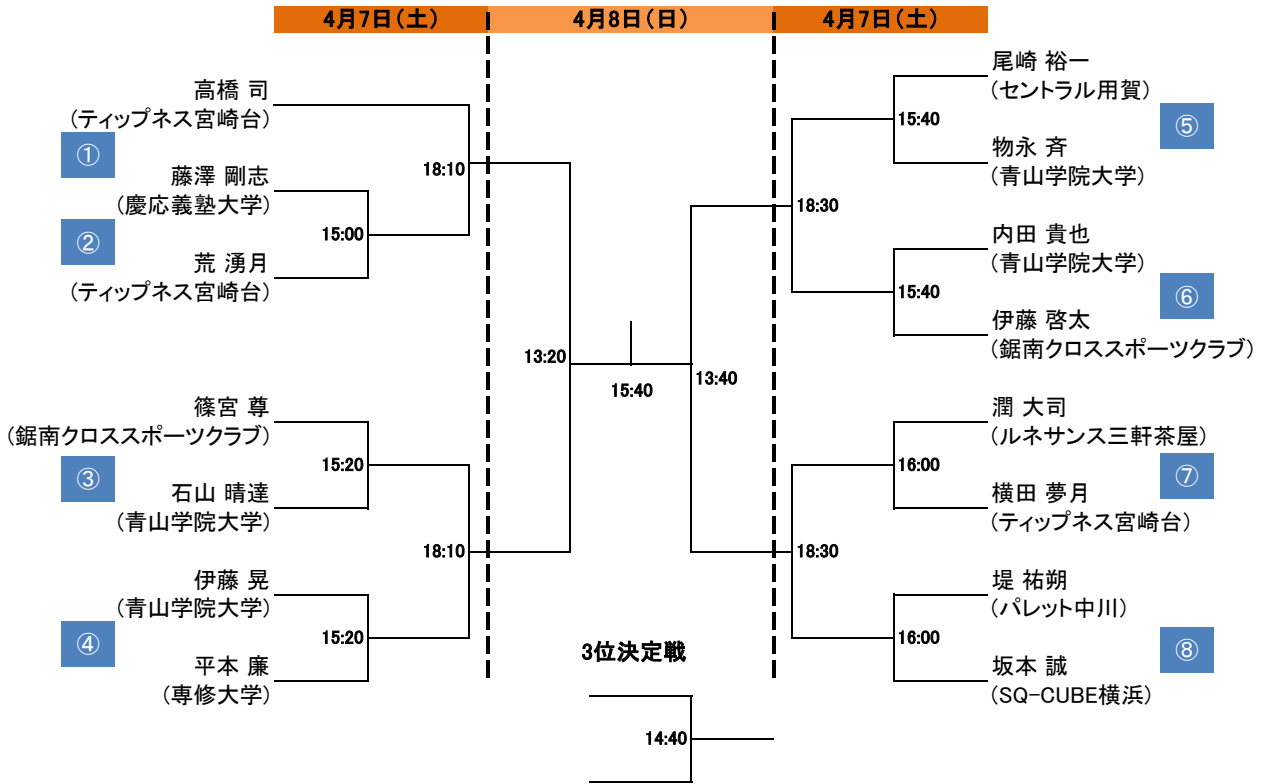 4月7日(土)
4月8日(日)
4月7日(土)
高橋 司
(ティップネス宮崎台)
①
藤澤 剛志
(慶応義塾大学)
②
荒 湧月
(ティップネス宮崎台)
15:00
18:10
篠宮 尊
(鋸南クロススポーツクラブ)
③
石山 晴達
(青山学院大学)
15:20
伊藤 晃
(青山学院大学)
④
平本 廉
(専修大学)
15:20
18:10
13:20
15:40
13:40
3位決定戦
14:40
尾崎 裕一
(セントラル用賀)
⑤
物永 斉
(青山学院大学)
15:40
18:30
内田 貴也
(青山学院大学)
⑥
伊藤 啓太
(鋸南クロススポーツクラブ)
15:40
潤 大司
(ルネサンス三軒茶屋)
⑦
横田 夢月
(ティップネス宮崎台)
16:00
18:30
堤 祐朔
(パレット中川)
⑧
坂本 誠
(SQ-CUBE横浜)
16:00